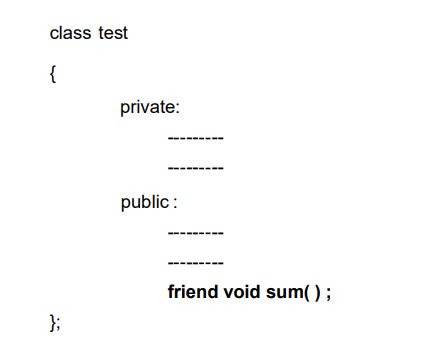 class test
{
private:
---------
---------
public :
---------
---------
friend void sum( ) ;
};